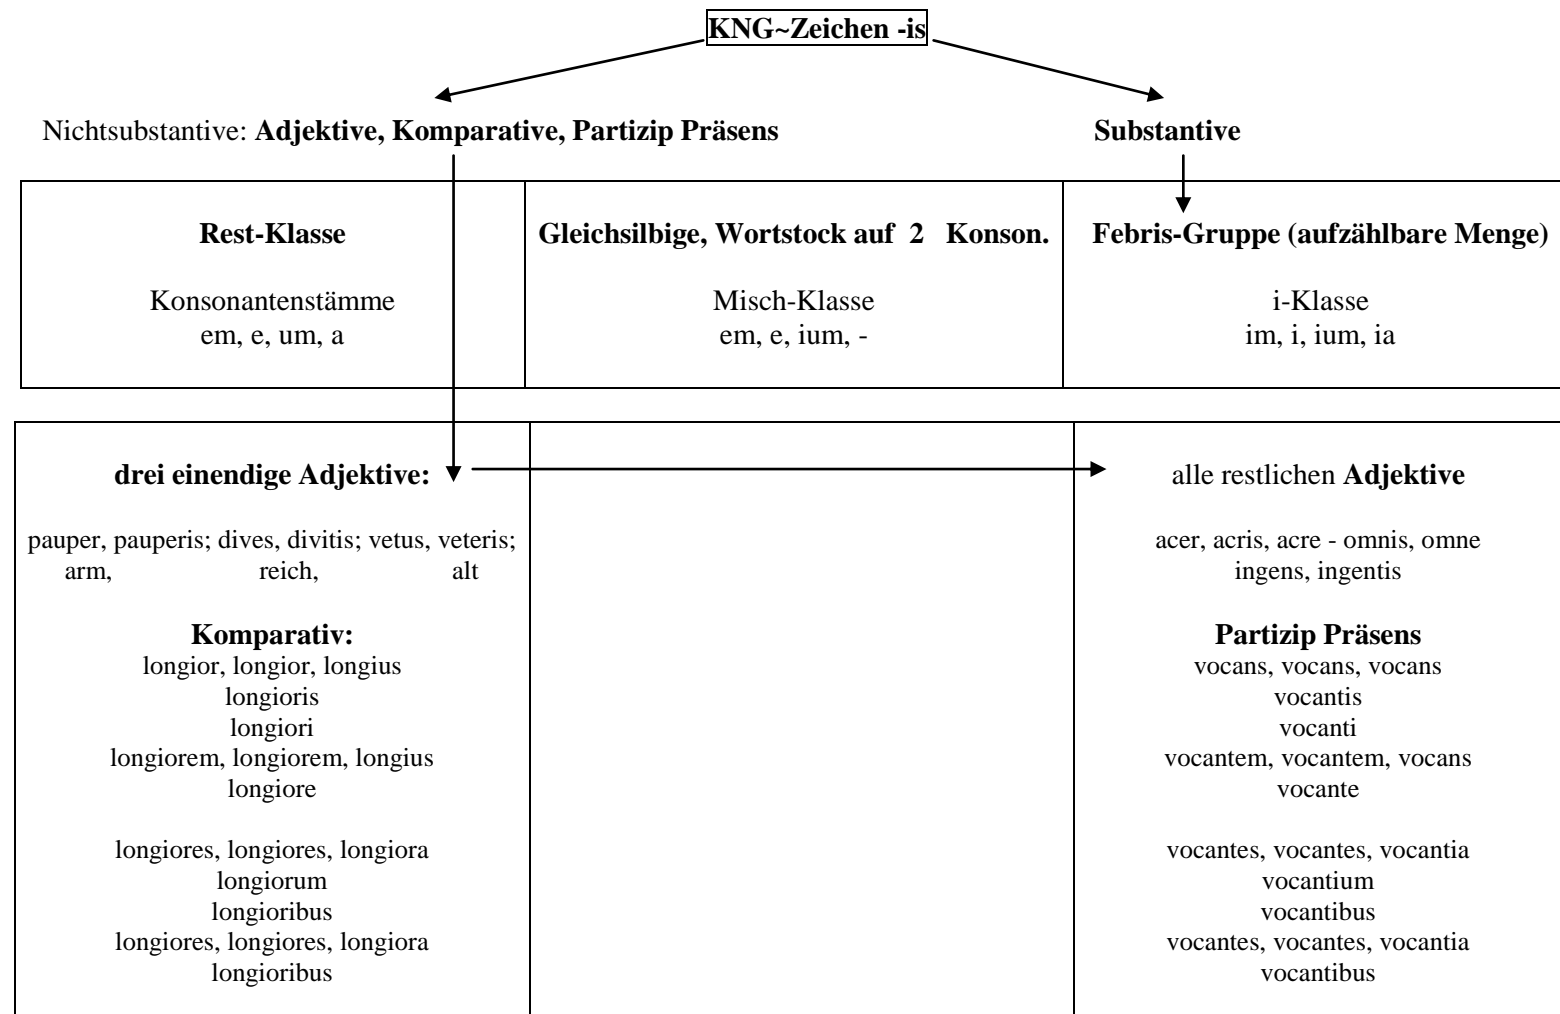 KNG~Zeichen -is
Nichtsubstantive: Adjektive, Komparative, Partizip Präsens
Substantive
Rest-Klasse
Konsonantenstämme
em, e, um, a
Gleichsilbige, Wortstock auf 2 Konson.
Misch-Klasse
em, e, ium, -
Febris-Gruppe (aufzählbare Menge)
i-Klasse
im, i, ium, ia
drei einendige Adjektive:
pauper, pauperis; dives, divitis; vetus, veteris;
arm, reich, alt
Komparativ:
longior, longior, longius
longioris
longiori
longiorem, longiorem, longius
longiore
longiores, longiores, longiora
longiorum
longioribus
longiores, longiores, longiora
longioribus
alle restlichen Adjektive
acer, acris, acre - omnis, omne
ingens, ingentis
Partizip Präsens
vocans, vocans, vocans
vocantis
vocanti
vocantem, vocantem, vocans
vocante
vocantes, vocantes, vocantia
vocantium
vocantibus
vocantes, vocantes, vocantia
vocantibus